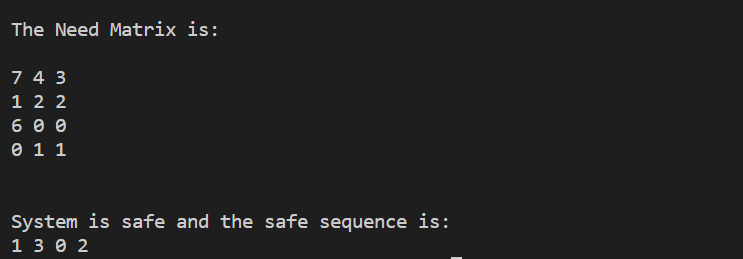 The Need Matrix is:
7 4 3
1 2 2
6 0 0
0 1 1
System is safe and the safe sequence is:
1 3 0 2